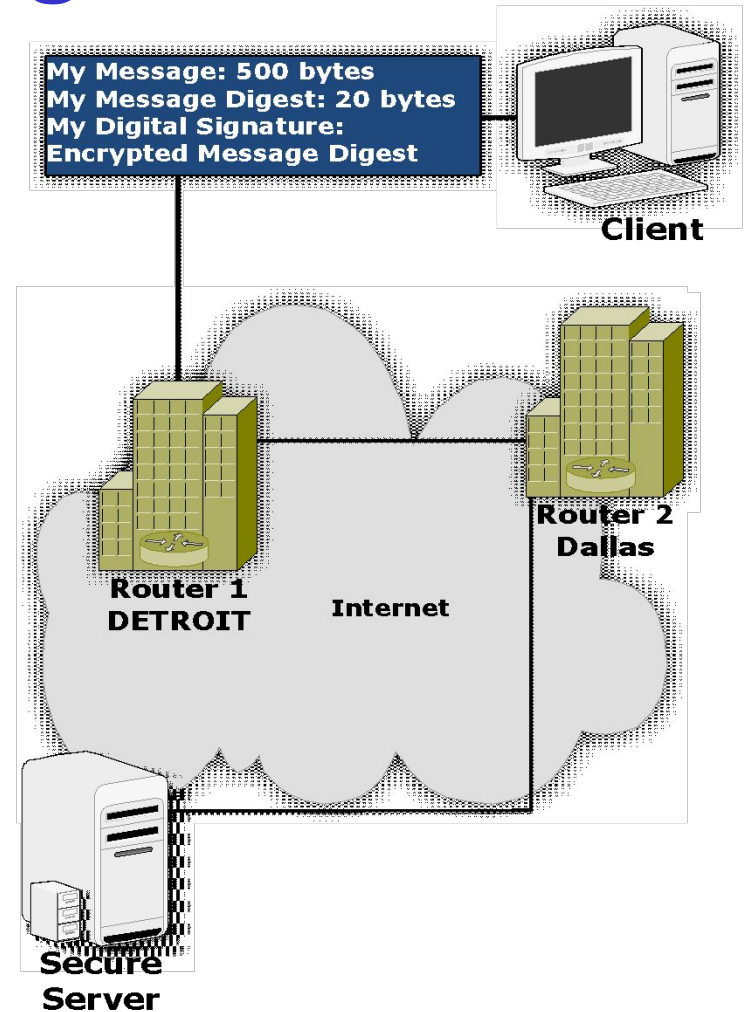 My Message: 500 bytes
My Message Digest: 20 bytes
My Digital Signature:
Encrypted Message Digest
Client
Router 2
Dallas
Router 1
DETROIT
Internet
Secure
Server